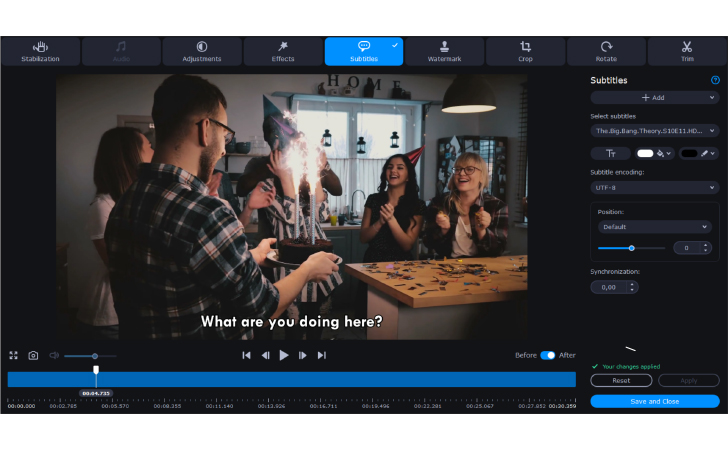 Stabilization
Audio
Adjustments
Effects
Subtitles
Watermark
Crop
Rotate
Trim
HOME
What are you doing here?
Subtitles
Add
Select subtitles
The.Big.Bang.Theory.S10E11.HD...
Subtitle encoding:
UTF-8
Position:
Default
0
Synchronization:
0,00
Before
After
Your changes applied
Reset
Apply
Save and Close
00:04.735
00:00.000 00:02.785 00:05.570 00:08.355 00:11.140 00:13.926 00:16.711 00:19.496 00:22.281 00:25.067 00:27.852 00:30.359